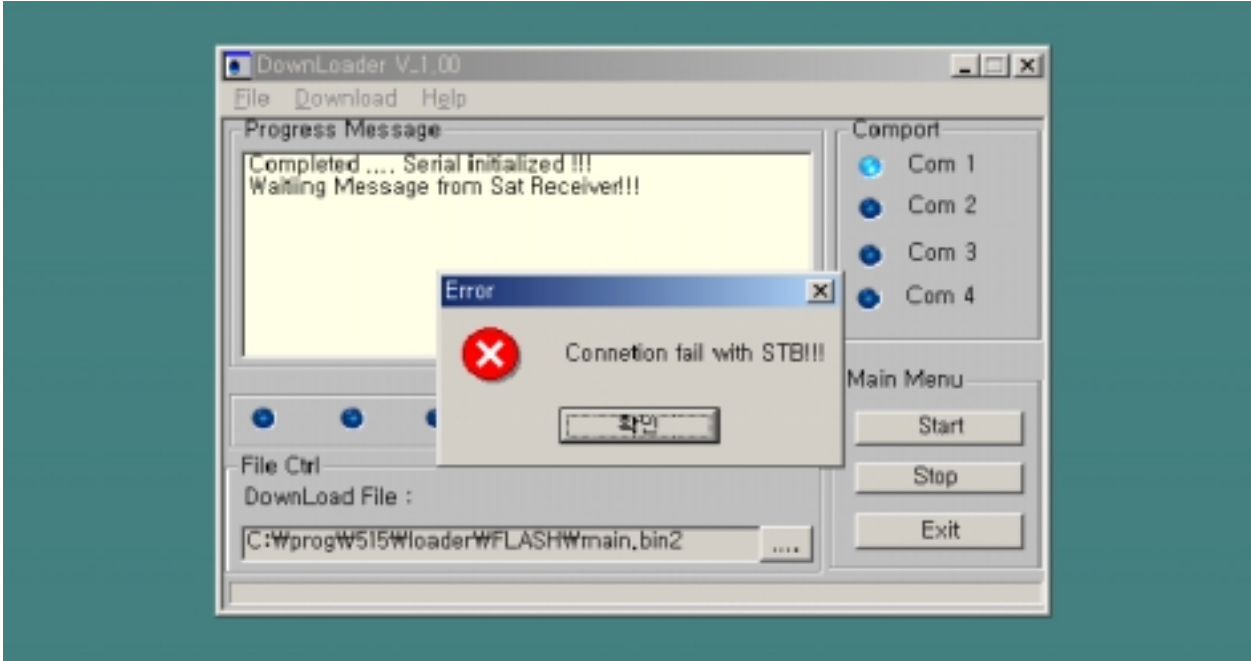 DownLoader V_1.00
File Download Help
Progress Message
Completed .... Serial initialized !!!
Waitiing Message from Sat Receiver!!!
Comport
Com 1
Com 2
Com 3
Com 4
Error
Connetion fail with STB!!!
확인
Main Menu
Start
Stop
Exit
File Ctrl
DownLoad File :
C:₩prog₩515₩loader₩FLASH₩main.bin2
....